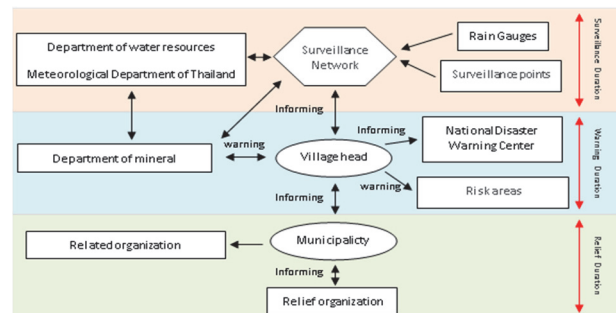 Department of water resources
Meteorological Department of Thailand
Surveillance
Network
Rain Gauges
Surveillance points
Surveillance Duration
Informing
warning
Department of mineral
Village head
Informing
National Disaster
Warning Center
warning
Risk areas
Warning Duration
Informing
Related organization
Municipalicty
Informing
Relief organization
Relief Duration